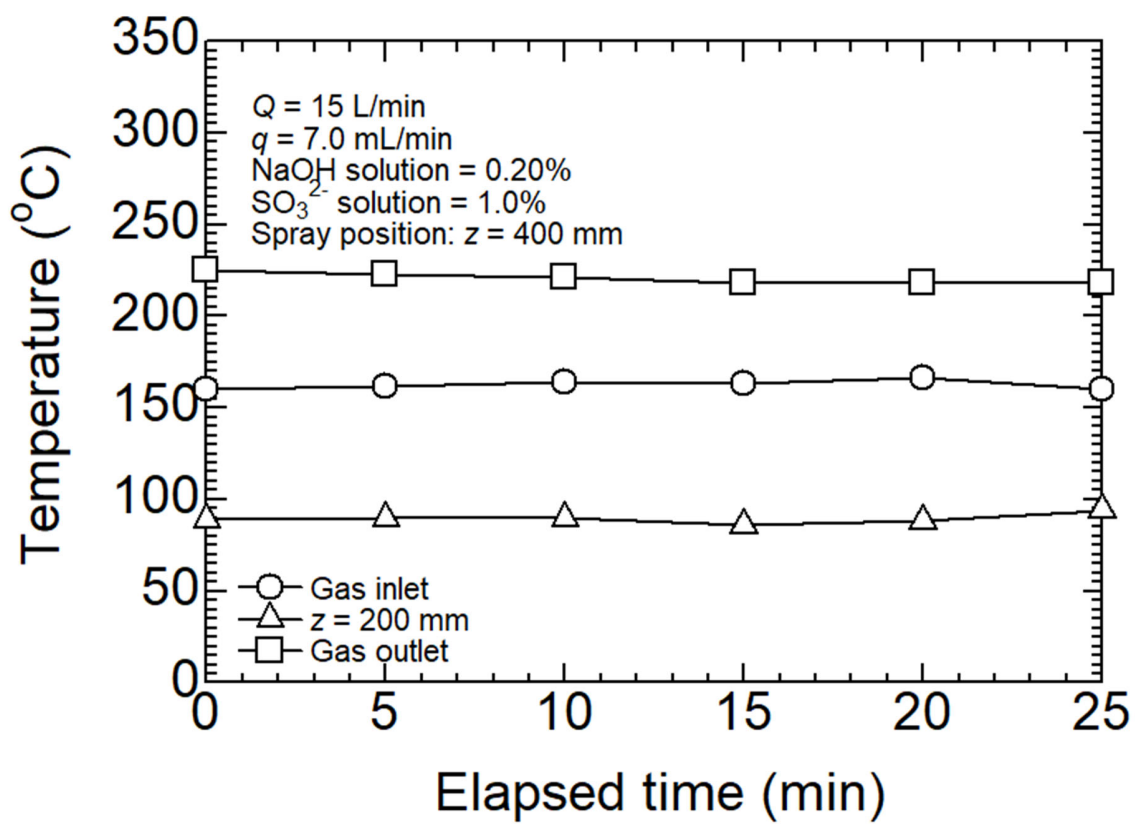 350
300
250
200
150
100
50
0
Temperature (°C)
Q = 15 L/min
q = 7.0 mL/min
NaOH solution = 0.20%
SO₃²⁻ solution = 1.0%
Spray position: z = 400 mm
Gas inlet
z = 200 mm
Gas outlet
0 5 10 15 20 25
Elapsed time (min)